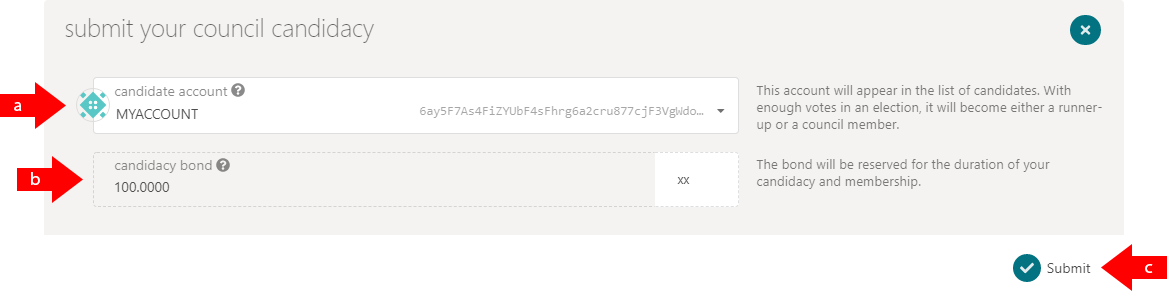 submit your council candidacy
a
candidate account
MYACCOUNT 6ay5F7As4FiZYUbF4sFhrg6a2cru877cjF3VgWdo…
This account will appear in the list of candidates. With
enough votes in an election, it will become either a runner-
up or a council member.
b
candidacy bond
100.0000
xx
The bond will be reserved for the duration of your
candidacy and membership.
Submit
c